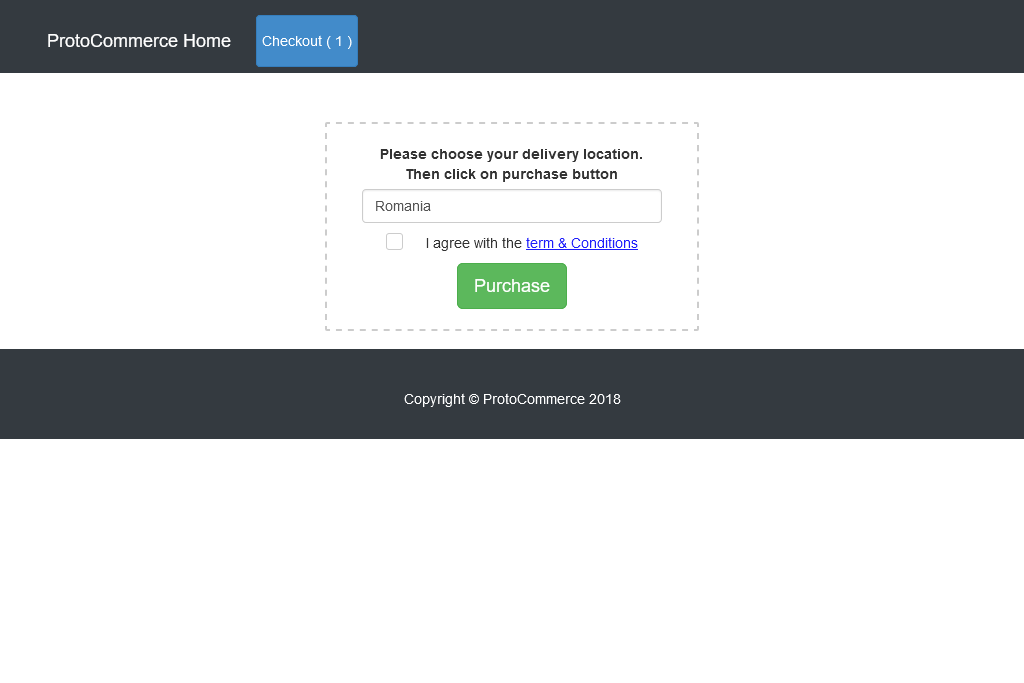 ProtoCommerce Home
Checkout ( 1 )
Please choose your delivery location.
Then click on purchase button
Romania
I agree with the term & Conditions
Purchase
Copyright © ProtoCommerce 2018